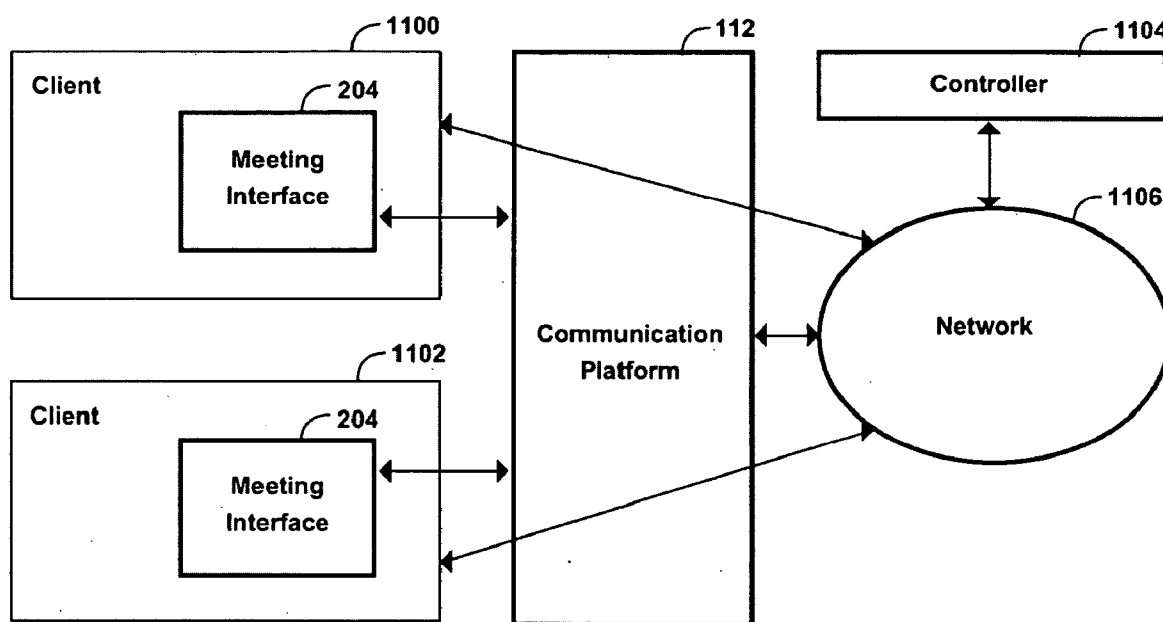 1100
Client
204
Meeting
Interface
112
Communication
Platform
1104
Controller
1106
Network
1102
Client
204
Meeting
Interface